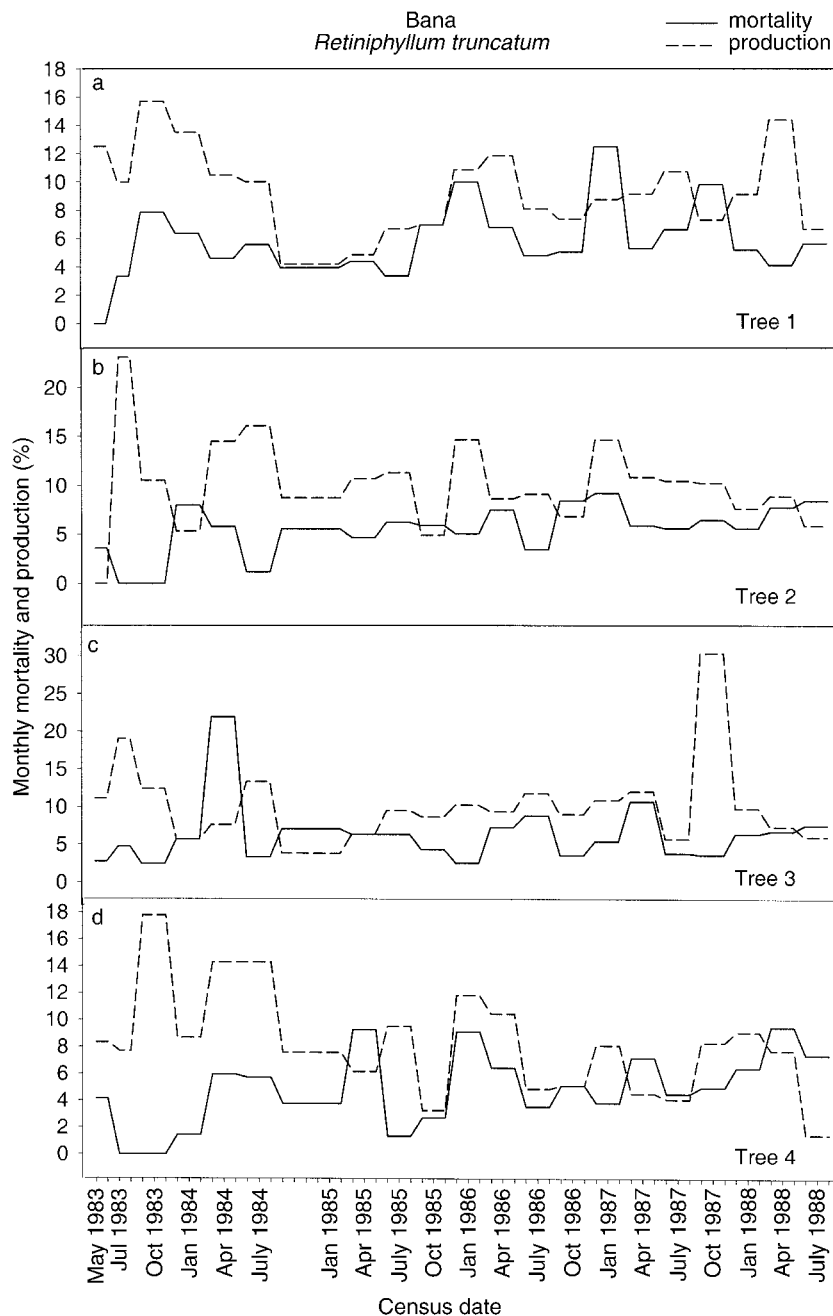 Bana
Retiniphyllum truncatum
mortality
production
Monthly mortality and production (%)
a
18
16
14
12
10
8
6
4
2
0
Tree 1
b
20
15
10
5
0
Tree 2
c
30
25
20
15
10
5
0
Tree 3
d
18
16
14
12
10
8
6
4
2
0
Tree 4
May 1983
Jul 1983
Oct 1983
Jan 1984
Apr 1984
July 1984
Jan 1985
Apr 1985
July 1985
Oct 1985
Jan 1986
Apr 1986
July 1986
Oct 1986
Jan 1987
Apr 1987
July 1987
Oct 1987
Jan 1988
Apr 1988
July 1988
Census date